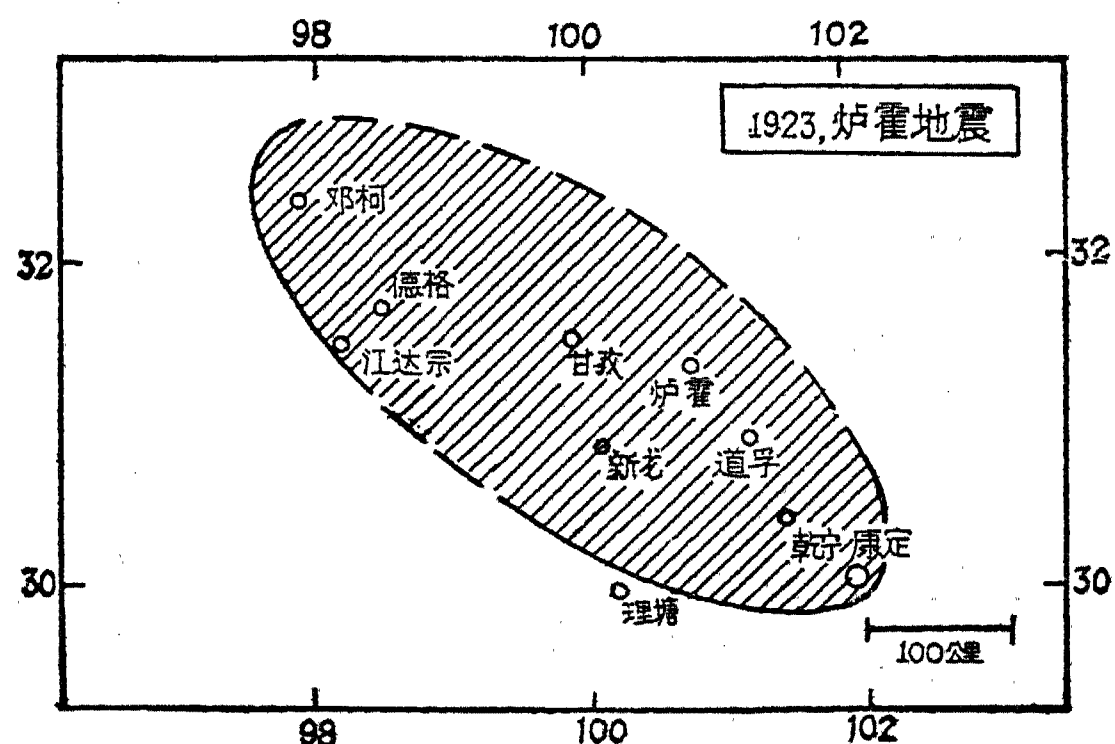 98 100 102
1923,炉霍地震
邓柯
32 32
德格
江达宗
甘孜
炉霍
新龙
道孚
乾宁 康定
30 30
理塘
100公里
98 100 102